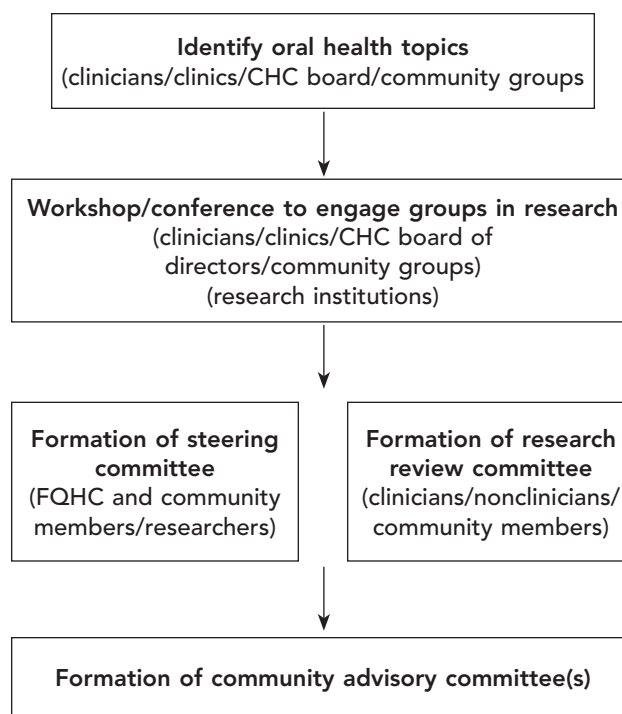 Identify oral health topics
(clinicians/clinics/CHC board/community groups
Workshop/conference to engage groups in research
(clinicians/clinics/CHC board of
directors/community groups)
(research institutions)
Formation of steering
committee
(FQHC and community
members/researchers)
Formation of research
review committee
(clinicians/nonclinicians/
community members)
Formation of community advisory committee(s)